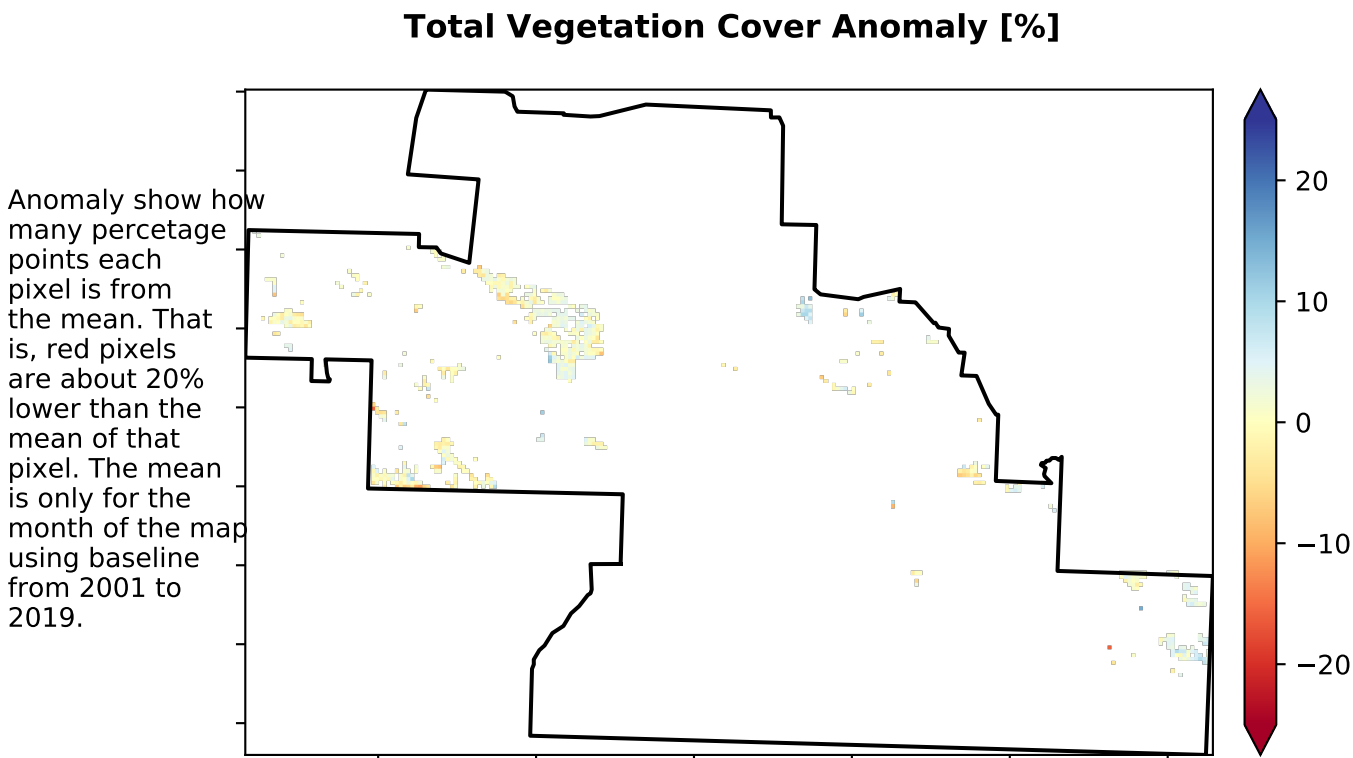 Total Vegetation Cover Anomaly [%]
Anomaly show how
many percetage
points each
pixel is from
the mean. That
is, red pixels
are about 20%
lower than the
mean of that
pixel. The mean
is only for the
month of the map
using baseline
from 2001 to
2019.
20
10
0
−10
−20